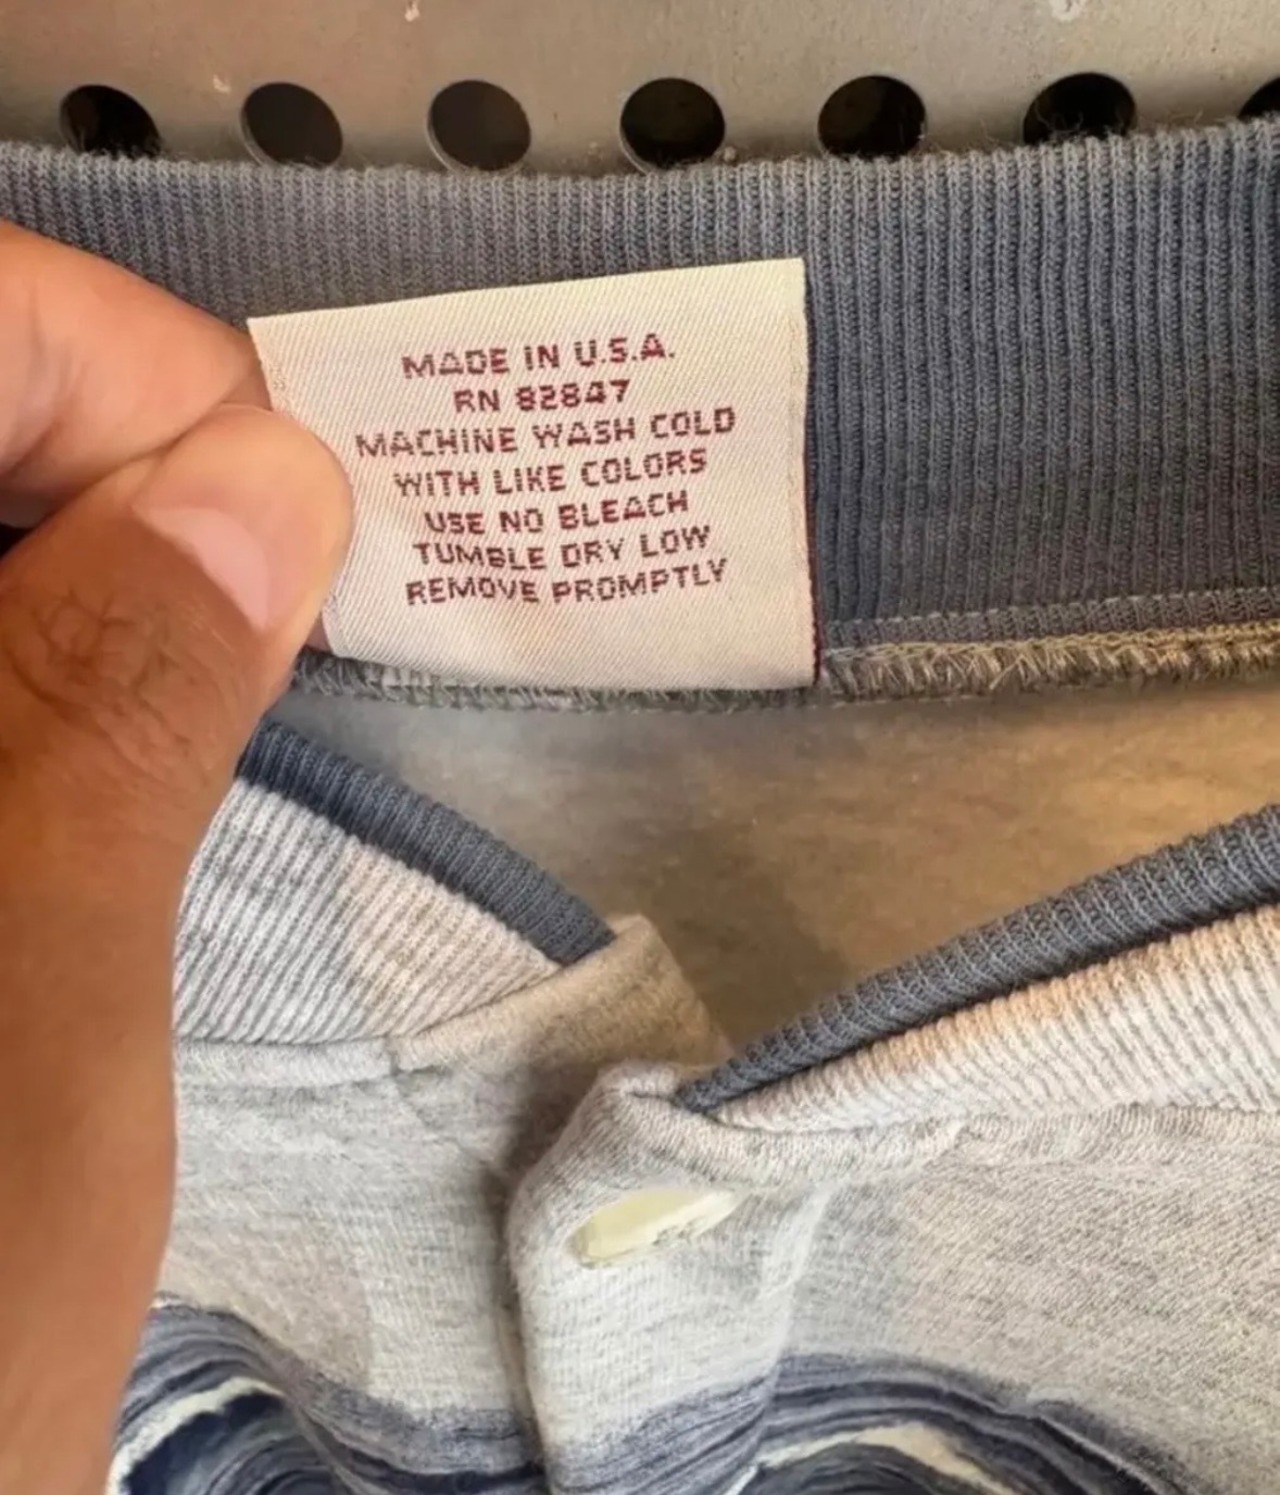 MADE IN U.S.A.
RN 82847
MACHINE WASH COLD
WITH LIKE COLORS
USE NO BLEACH
TUMBLE DRY LOW
REMOVE PROMPTLY